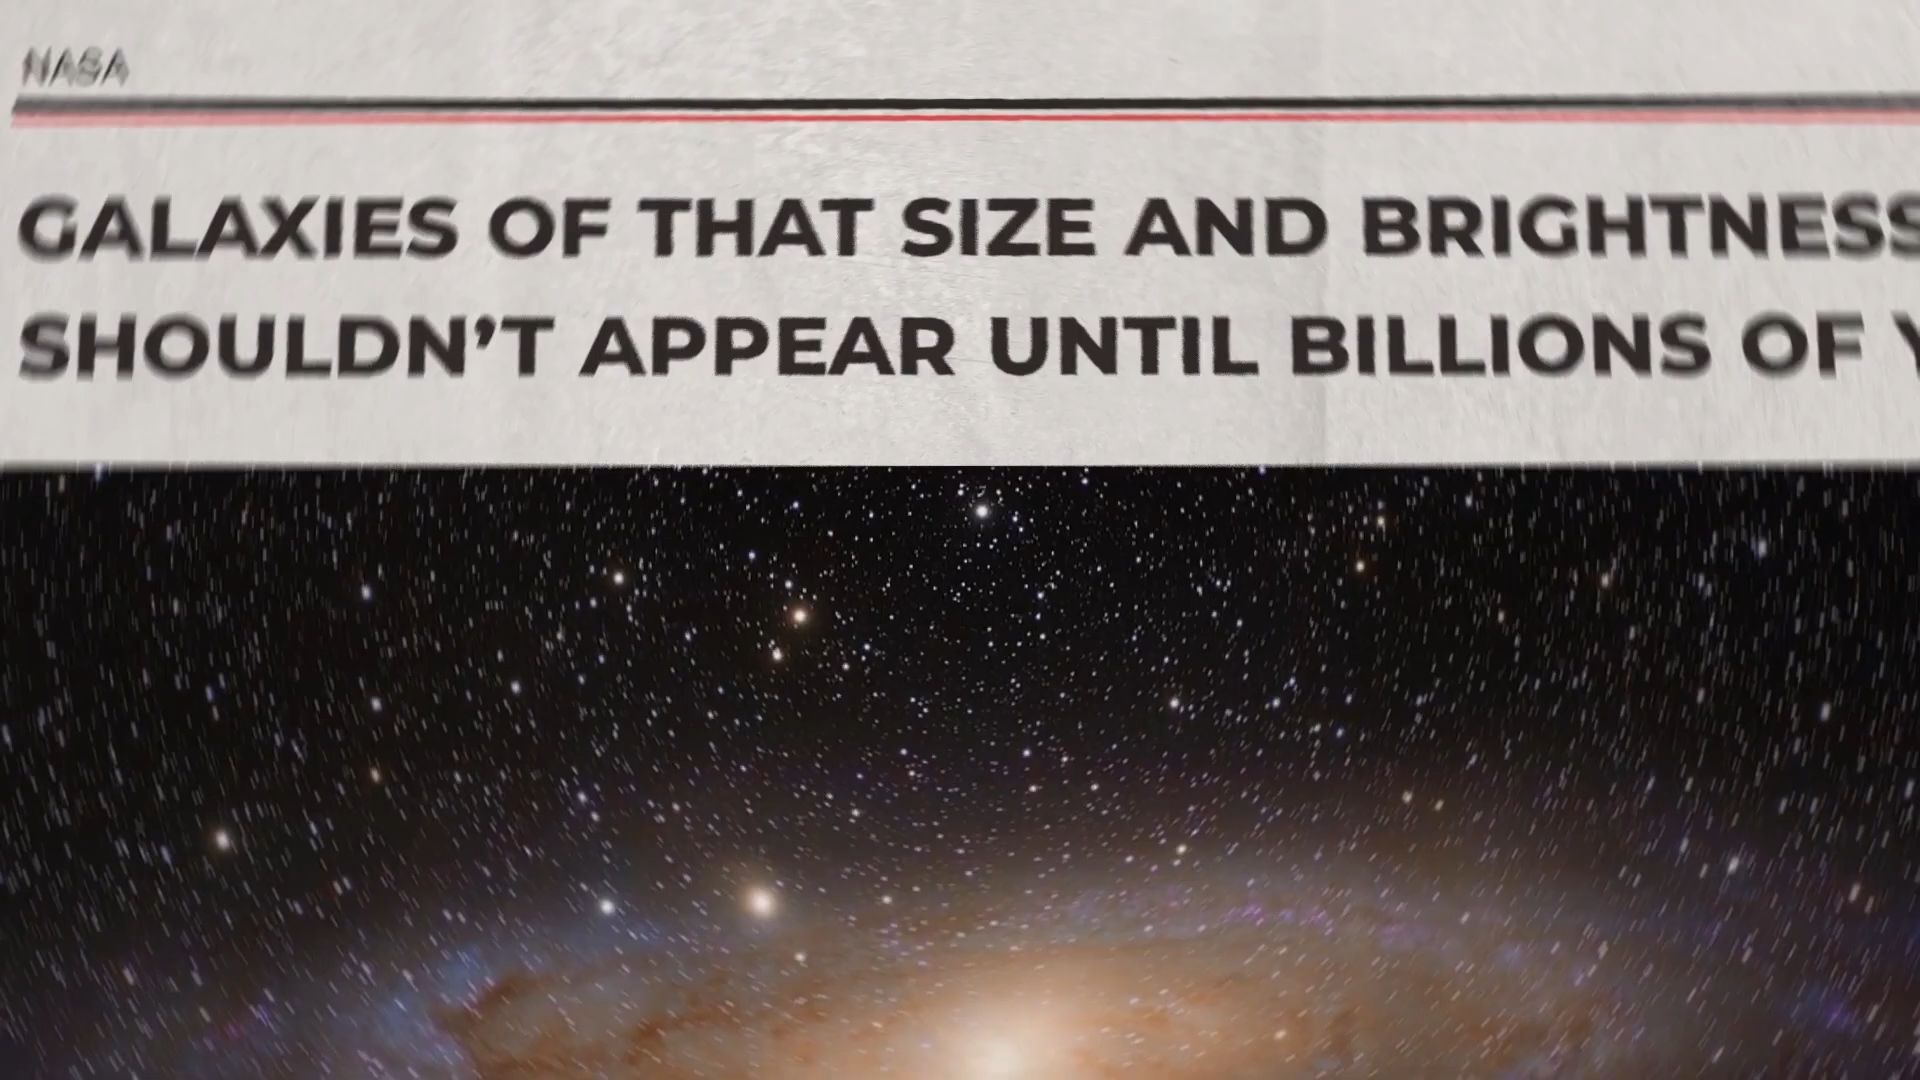 NASA
GALAXIES OF THAT SIZE AND BRIGHTNESS
SHOULDN’T APPEAR UNTIL BILLIONS OF